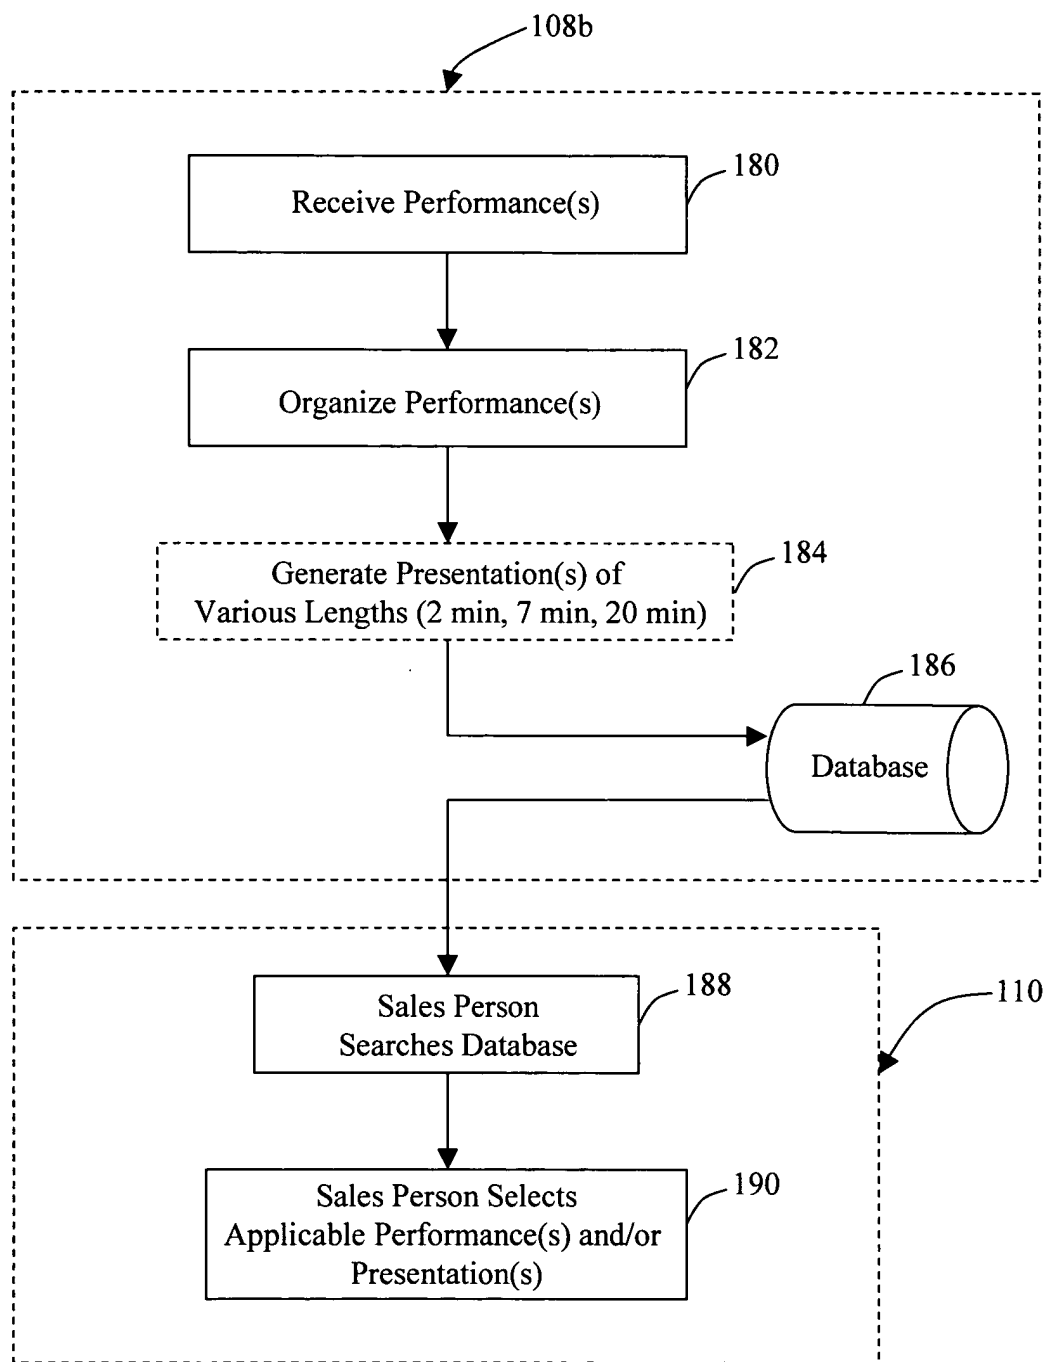 108b
180
Receive Performance(s)
182
Organize Performance(s)
184
Generate Presentation(s) of
Various Lengths (2 min, 7 min, 20 min)
186
Database
188
Sales Person
Searches Database
110
190
Sales Person Selects
Applicable Performance(s) and/or
Presentation(s)